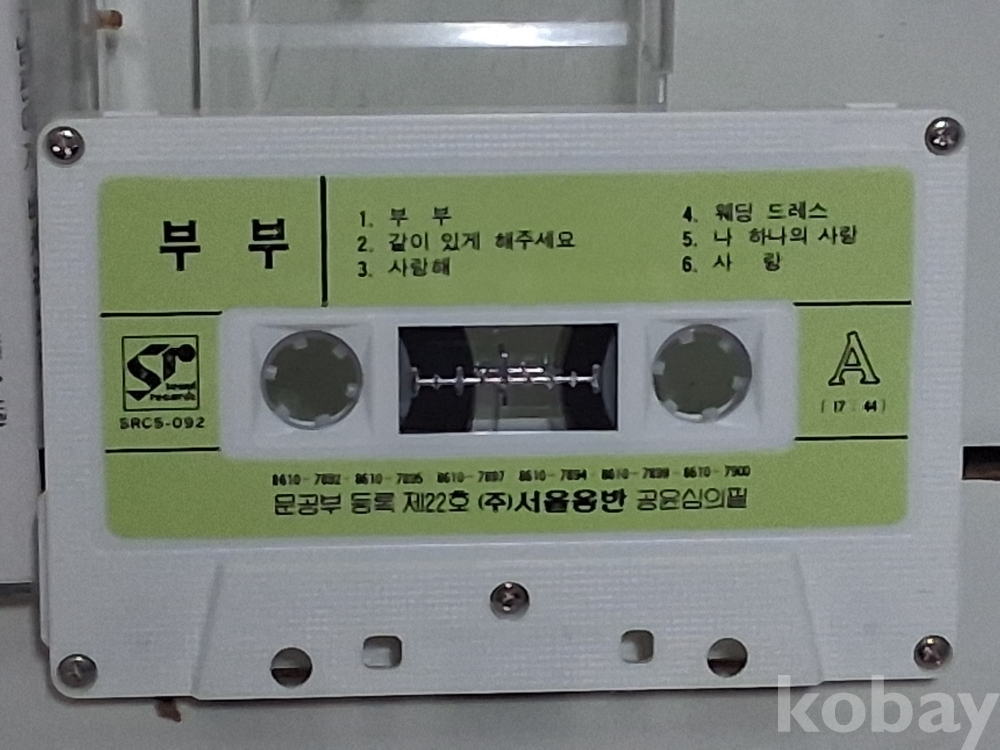 부 부
1. 부 부
2. 같이 있게 해주세요
3. 사랑해
4. 웨딩 드레스
5. 나 하나의 사랑
6. 사 랑
Sr
seoul
records
SRCS-092
A
( 17 : 44 )
8610-7892 - 8610-7895 8610-7897 8610-7894 - 8610-7899 - 8610-7900
문공부 등록 제22호 (주)서울음반 공윤심의필
kobay